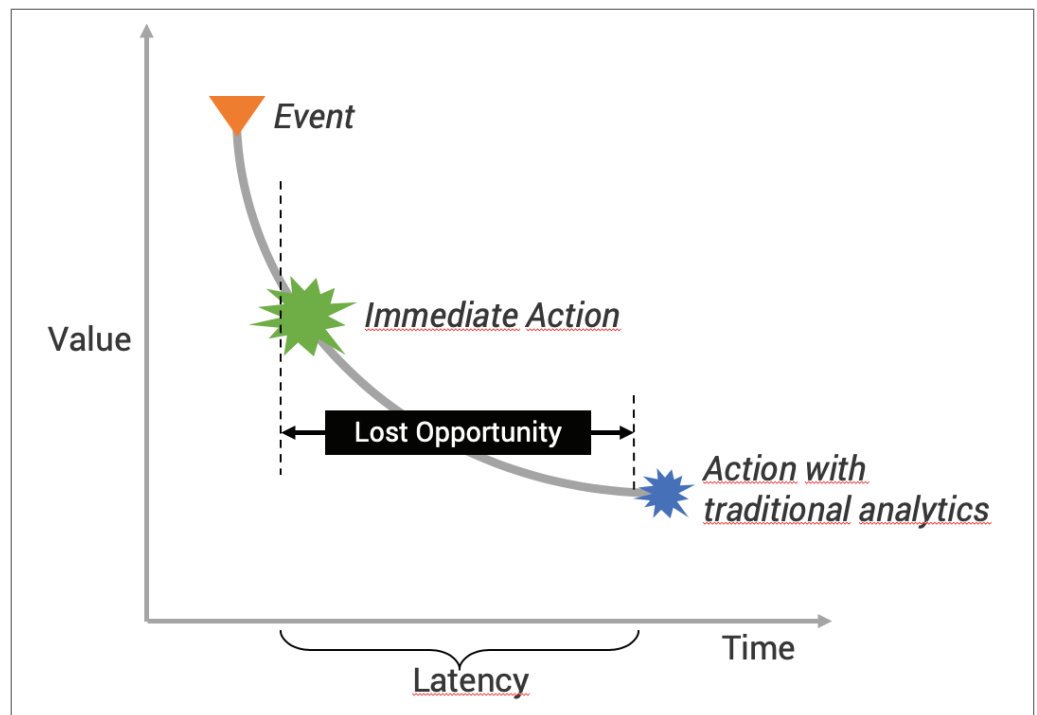 Event
Immediate Action
Value
Lost Opportunity
Action with
traditional analytics
Time
Latency